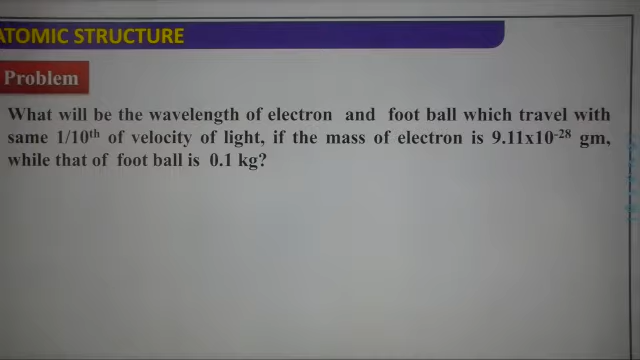 ATOMIC STRUCTURE
Problem
What will be the wavelength of electron and foot ball which travel with
same 1/10th of velocity of light, if the mass of electron is 9.11x10-28 gm,
while that of foot ball is 0.1 kg?